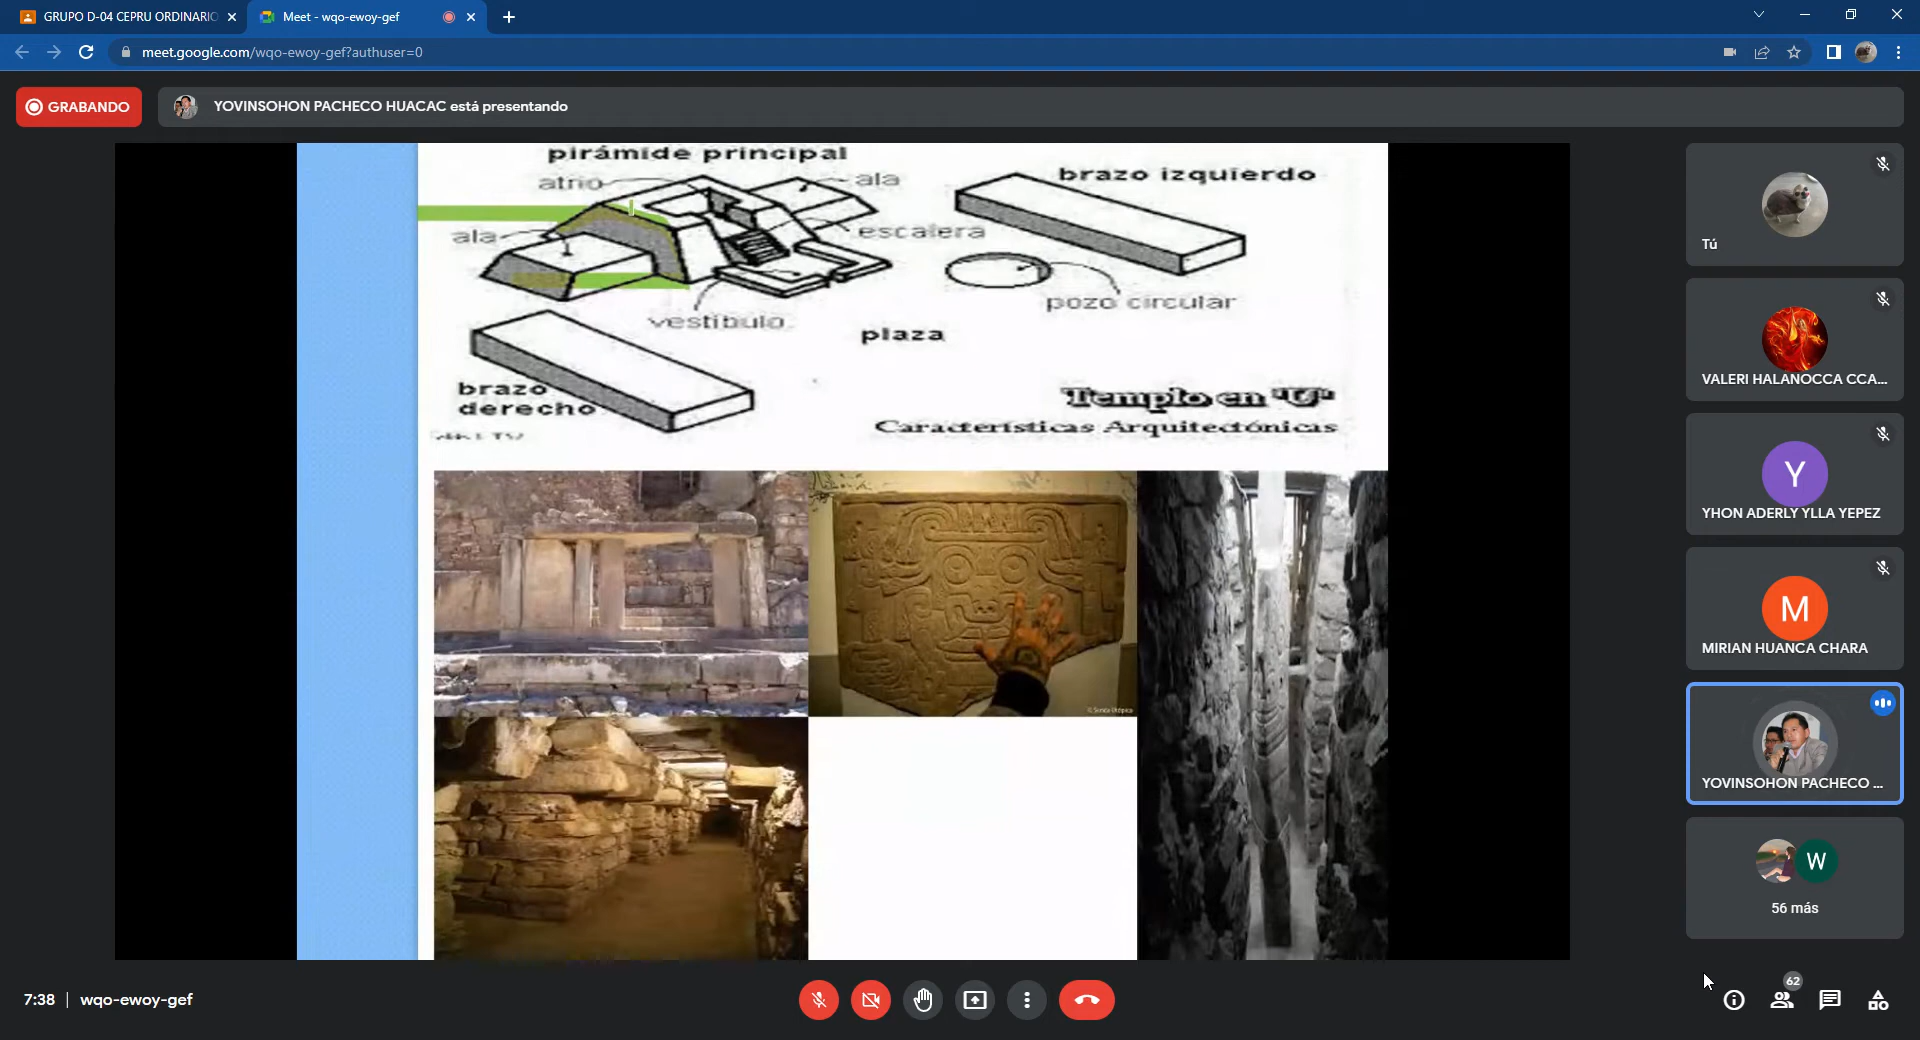 GRUPO D-04 CEPRU ORDINARIO
Meet - wqo-ewoy-gef
meet.google.com/wqo-ewoy-gef?authuser=0
GRABANDO
YOVINSOHON PACHECO HUACAC está presentando
pirámide principal
atrio
ala
brazo izquierdo
ala
escalera
pozo circular
vestíbulo
plaza
brazo
derecho
Templo en "U"
Características Arquitectónicas
Tú
VALERI HALANOCCA CCA...
Y
YHON ADERLY YLLA YEPEZ
M
MIRIAN HUANCA CHARA
YOVINSOHON PACHECO ...
W
56 más
7:38 | wqo-ewoy-gef
62